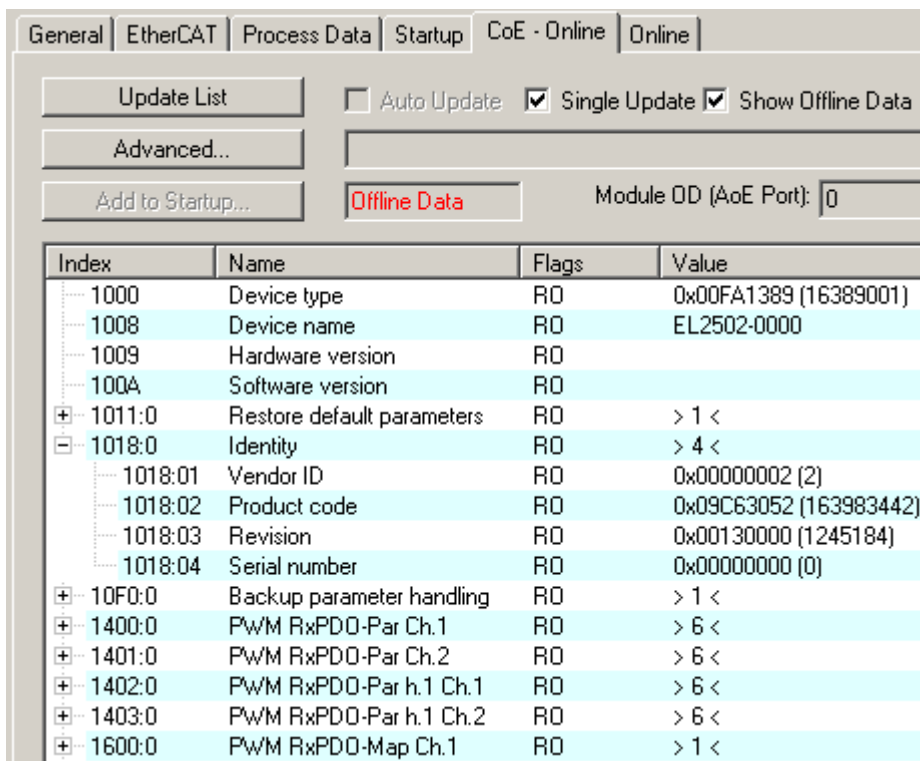 General EtherCAT Process Data Startup CoE - Online Online
Update List Auto Update Single Update Show Offline Data
Advanced...
Add to Startup... Offline Data Module OD (AoE Port): 0
Index Name Flags Value
1000 Device type RO 0x00FA1389 (16389001)
1008 Device name RO EL2502-0000
1009 Hardware version RO
100A Software version RO
1011:0 Restore default parameters RO > 1 <
1018:0 Identity RO > 4 <
1018:01 Vendor ID RO 0x00000002 (2)
1018:02 Product code RO 0x09C63052 (163983442)
1018:03 Revision RO 0x00130000 (1245184)
1018:04 Serial number RO 0x00000000 (0)
10F0:0 Backup parameter handling RO > 1 <
1400:0 PWM RxPDO-Par Ch.1 RO > 6 <
1401:0 PWM RxPDO-Par Ch.2 RO > 6 <
1402:0 PWM RxPDO-Par h.1 Ch.1 RO > 6 <
1403:0 PWM RxPDO-Par h.1 Ch.2 RO > 6 <
1600:0 PWM RxPDO-Map Ch.1 RO > 1 <